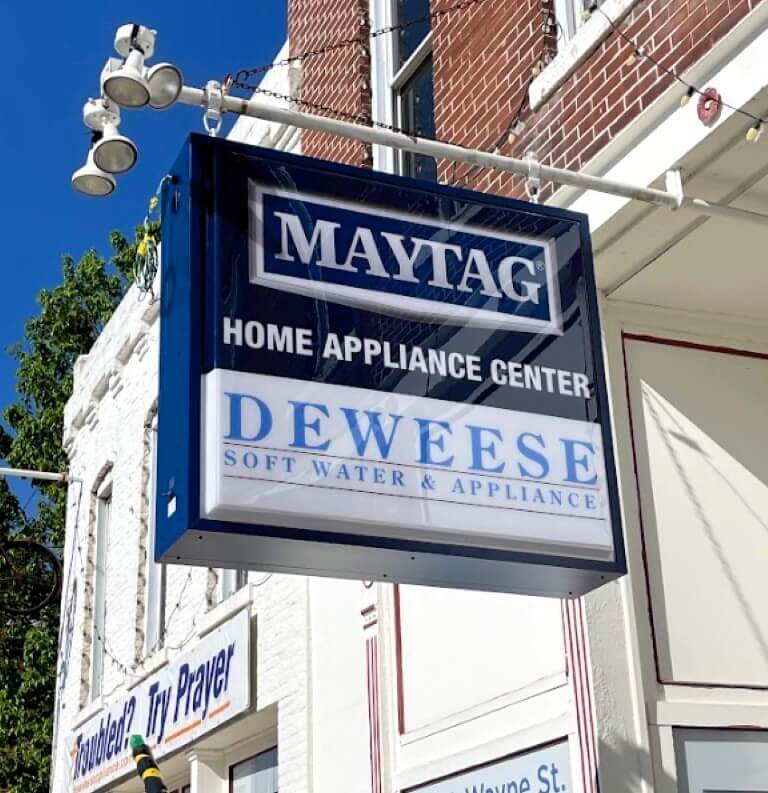 MAYTAG®
HOME APPLIANCE CENTER
DEWEESE
SOFT WATER & APPLIANCE
Troubled? Try Prayer
Wayne St.